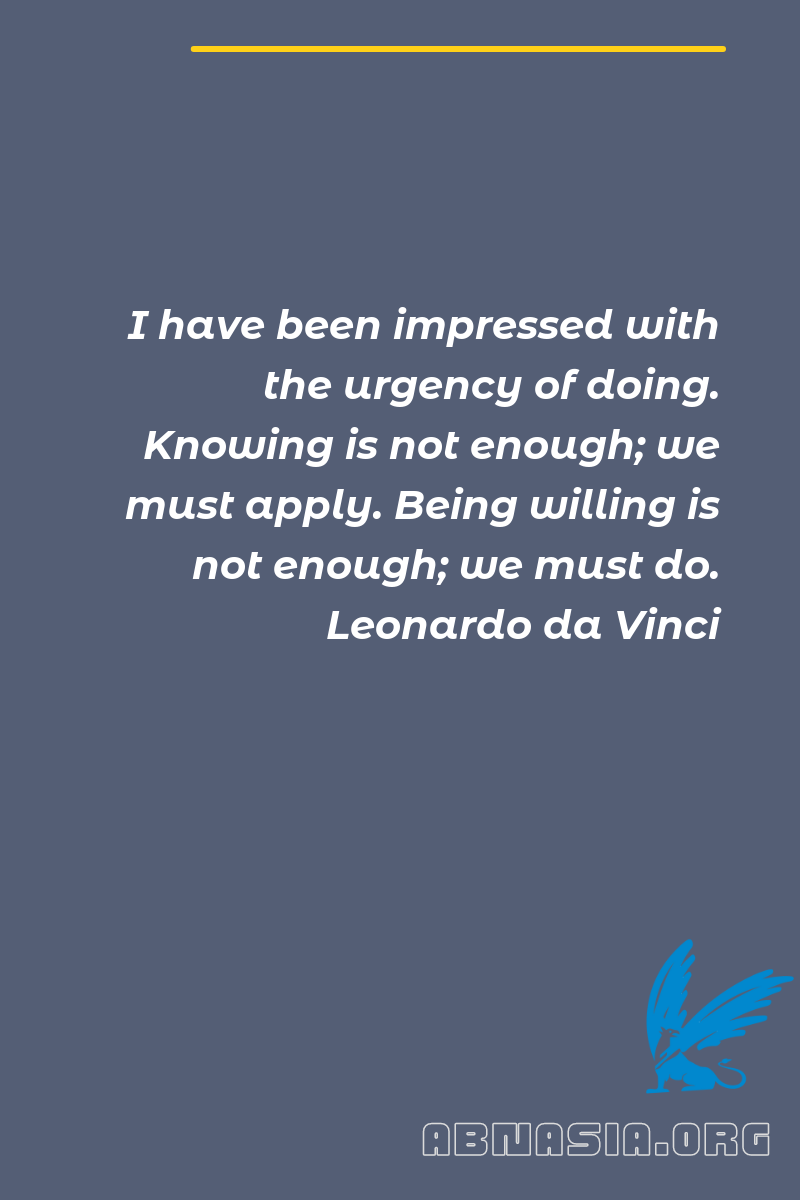 I have been impressed with
the urgency of doing.
Knowing is not enough; we
must apply. Being willing is
not enough; we must do.
Leonardo da Vinci
ABNASIA.ORG